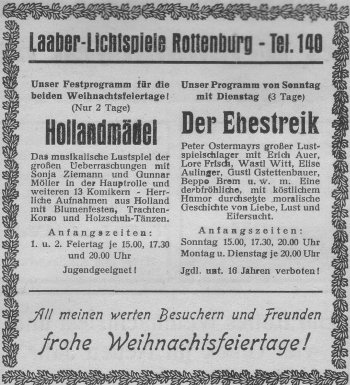 Laaber-Lichtspiele Rottenburg - Tel. 140
Unser Festprogramm für die
beiden Weihnachtsfeiertage!
(Nur 2 Tage)
Hollandmädel
Das musikalische Lustspiel der
großen Ueberraschungen mit
Sonja Ziemann und Gunnar
Möller in der Hauptrolle und
weiteren 13 Komikern - Herr-
liche Aufnahmen aus Holland
mit Blumenfesten, Trachten-
Korso und Holzschuh-Tänzen.
Anfangszeiten:
1. u. 2. Feiertag je 15.00, 17.30
und 20.00 Uhr
Jugendgeeignet!
Unser Programm von Sonntag
mit Dienstag (3 Tage)
Der Ehestreik
Peter Ostermayrs großer Lust-
spielschlager mit Erich Auer,
Lore Frisch, Wastl Witt, Elise
Aulinger, Gustl Gstettenbauer,
Beppo Brem u. w. m. Eine
derbfröhliche, mit köstlichem
Humor durchsetzte moralische
Geschichte von Liebe, Lust und
Eifersucht.
Anfangszeiten:
Sonntag 15.00, 17.30, 20.00 Uhr
Montag u. Dienstag je 20.00 Uhr
Jgdl. unt. 16 Jahren verboten!
All meinen werten Besuchern und Freunden
frohe Weihnachtsfeiertage!